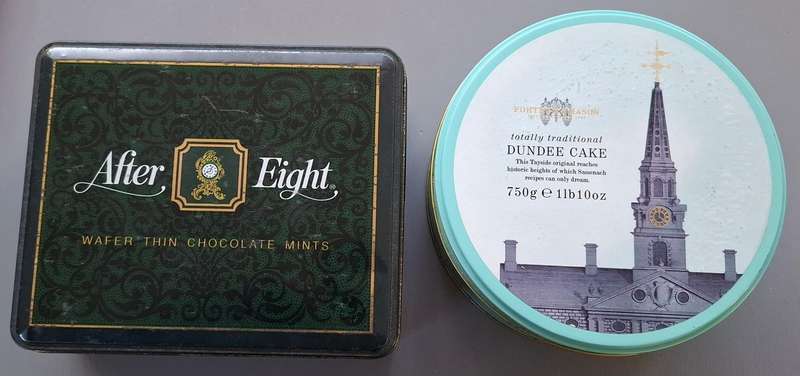 After Eight
WAFER THIN CHOCOLATE MINTS
FORTNUM & MASON
totally traditional
DUNDEE CAKE
This Tayside original reaches
historic heights of which Sassenach
recipes can only dream.
750g ℮ 1lb10oz